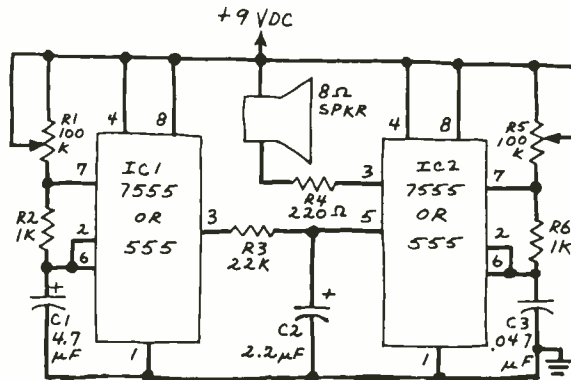 +9 VDC
R1
100
K
4
8
8Ω
SPKR
4
8
R5
100
K
IC1
7555
OR
555
7
3
R4
220Ω
IC2
7555
OR
555
7
R2
1K
2
6
3
R3
22K
5
2
6
R6
1K
+
C1
4.7
µF
1
C2
2.2µF
+
1
C3
.047
µF